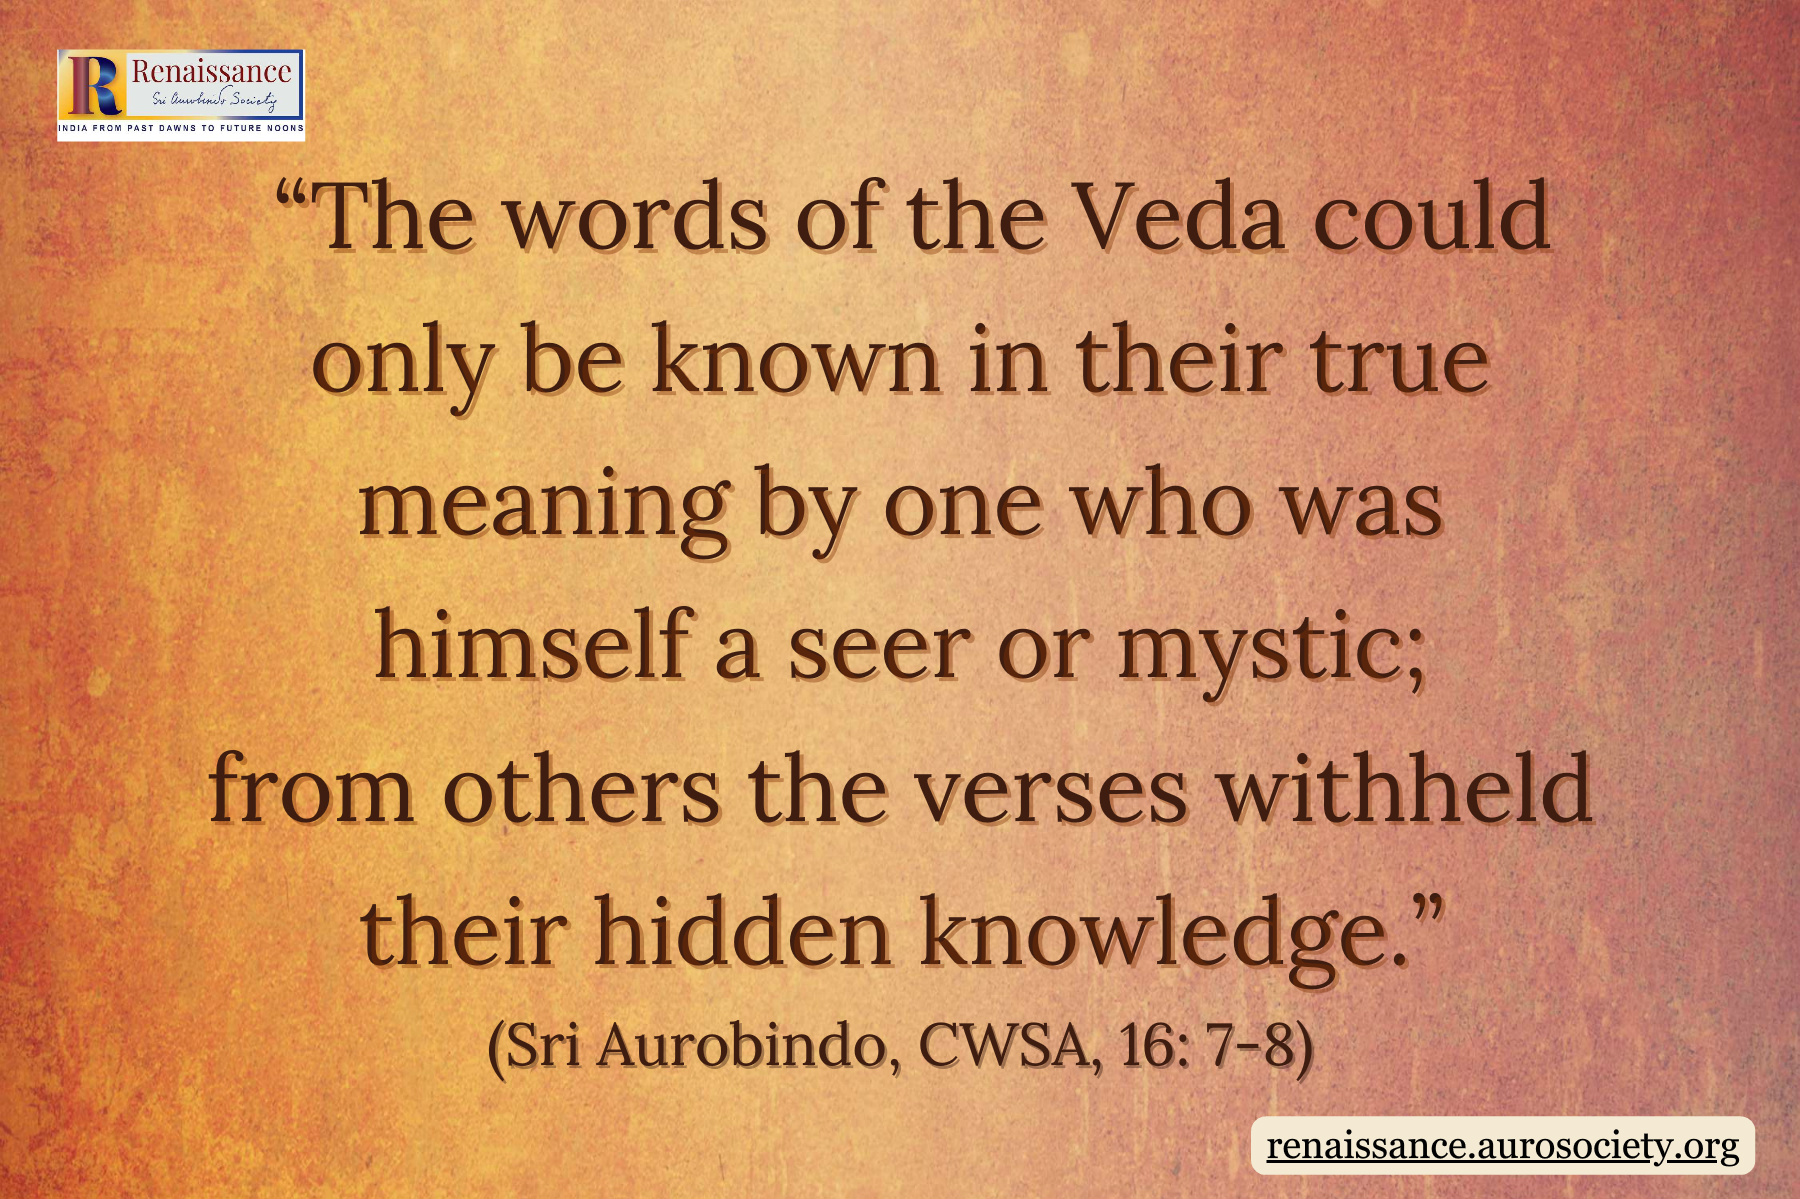 R Renaissance
Sri Aurobindo Society
INDIA FROM PAST DAWNS TO FUTURE NOONS
“The words of the Veda could
only be known in their true
meaning by one who was
himself a seer or mystic;
from others the verses withheld
their hidden knowledge.”
(Sri Aurobindo, CWSA, 16: 7-8)
renaissance.aurosociety.org